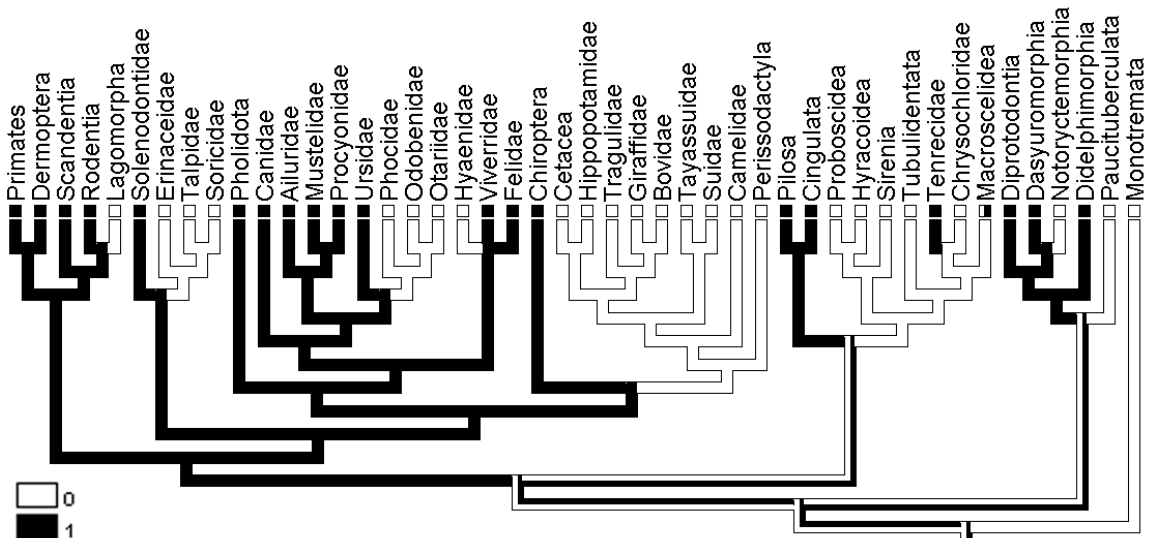 Primates
Dermoptera
Scandentia
Rodentia
Lagomorpha
Solenodontidae
Erinaceidae
Talpidae
Soricidae
Pholidota
Canidae
Ailuridae
Mustelidae
Procyonidae
Ursidae
Phocidae
Odobenidae
Otariidae
Hyaenidae
Viverridae
Felidae
Chiroptera
Cetacea
Hippopotamidae
Tragulidae
Giraffidae
Bovidae
Tayassuidae
Suidae
Camelidae
Perissodactyla
Pilosa
Cingulata
Proboscidea
Hyracoidea
Sirenia
Tubulidentata
Tenrecidae
Chrysochloridae
Macroscelidea
Diprotodontia
Dasyuromorphia
Notoryctemorphia
Didelphimorphia
Paucituberculata
Monotremata
0
1